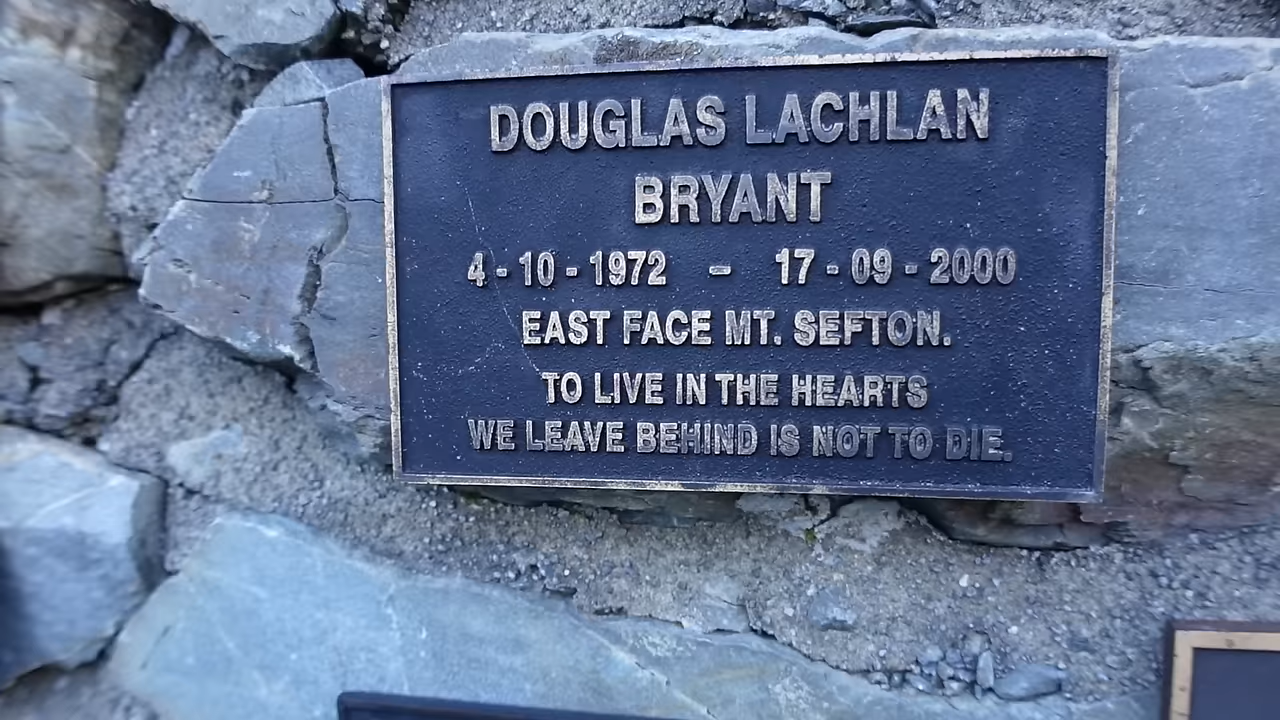 DOUGLAS LACHLAN
BRYANT
4-10-1972 - 17-09-2000
EAST FACE MT. SEFTON.
TO LIVE IN THE HEARTS
WE LEAVE BEHIND IS NOT TO DIE.